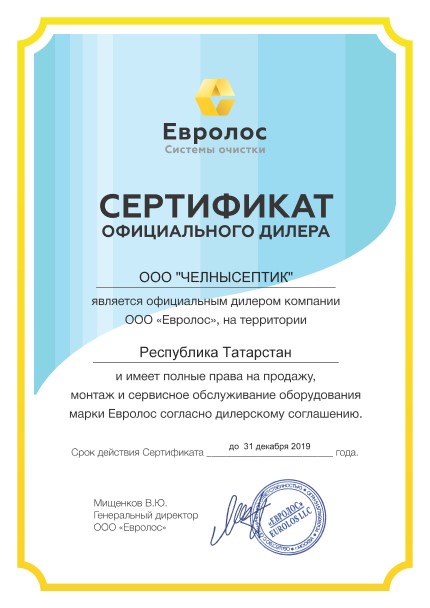 Евролос
Системы очистки
СЕРТИФИКАТ
ОФИЦИАЛЬНОГО ДИЛЕРА
ООО "ЧЕЛНЫСЕПТИК"
является официальным дилером компании
ООО «Евролос», на территории
Республика Татарстан
и имеет полные права на продажу,
монтаж и сервисное обслуживание оборудования
марки Евролос согласно дилерскому соглашению.
Срок действия Сертификата до 31 декабря 2019 года.
Мищенков В.Ю.
Генеральный директор
ООО «Евролос»
«ЕВРОЛОС»
EUROLOS LLC